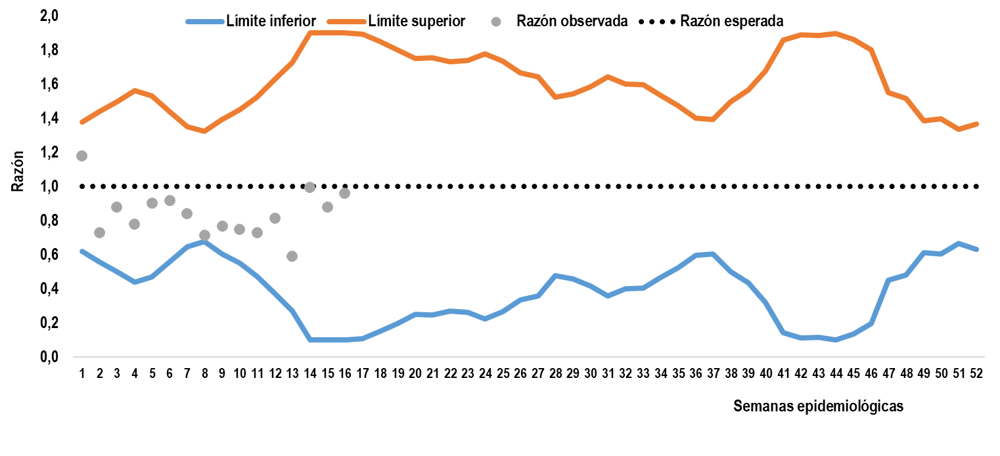 Límite inferior Límite superior Razón observada Razón esperada
2,0
1,8
1,6
1,4
1,2
1,0
0,8
0,6
0,4
0,2
0,0
Razón
1 2 3 4 5 6 7 8 9 10 11 12 13 14 15 16 17 18 19 20 21 22 23 24 25 26 27 28 29 30 31 32 33 34 35 36 37 38 39 40 41 42 43 44 45 46 47 48 49 50 51 52
Semanas epidemiológicas